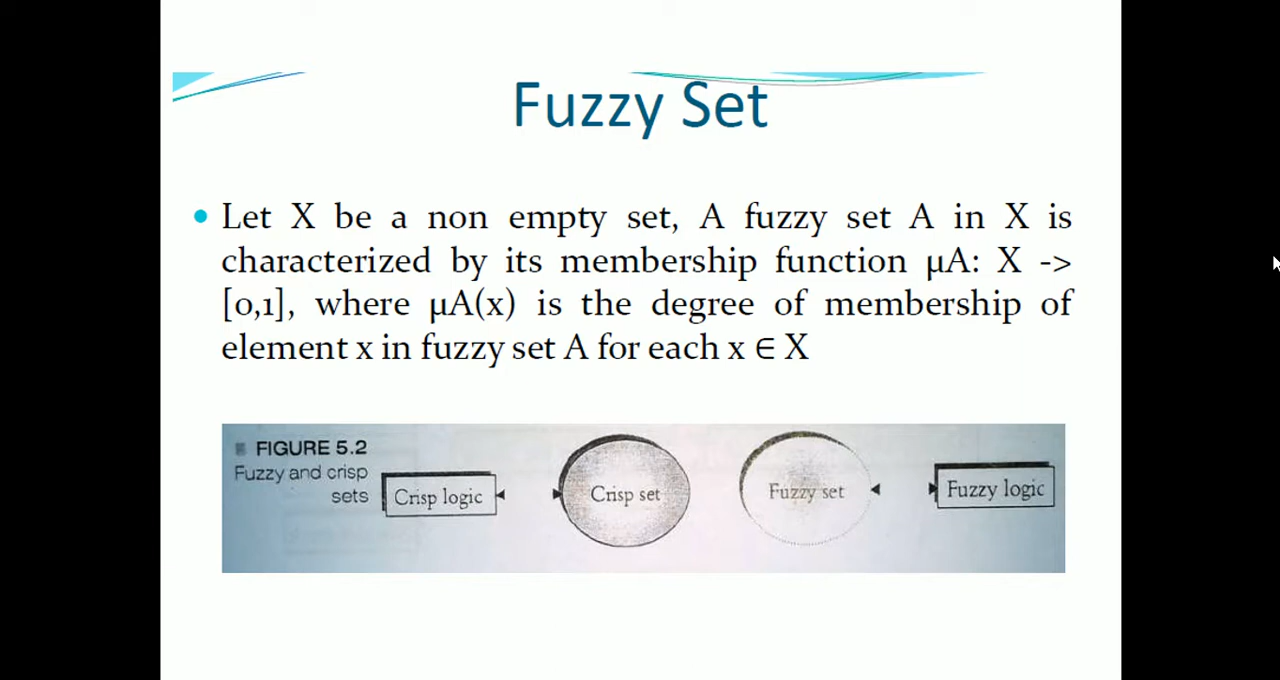 Fuzzy Set
• Let X be a non empty set, A fuzzy set A in X is
characterized by its membership function µA: X ->
[0,1], where µA(x) is the degree of membership of
element x in fuzzy set A for each x ∈ X
FIGURE 5.2
Fuzzy and crisp
sets
Crisp logic
Crisp set
Fuzzy set
Fuzzy logic